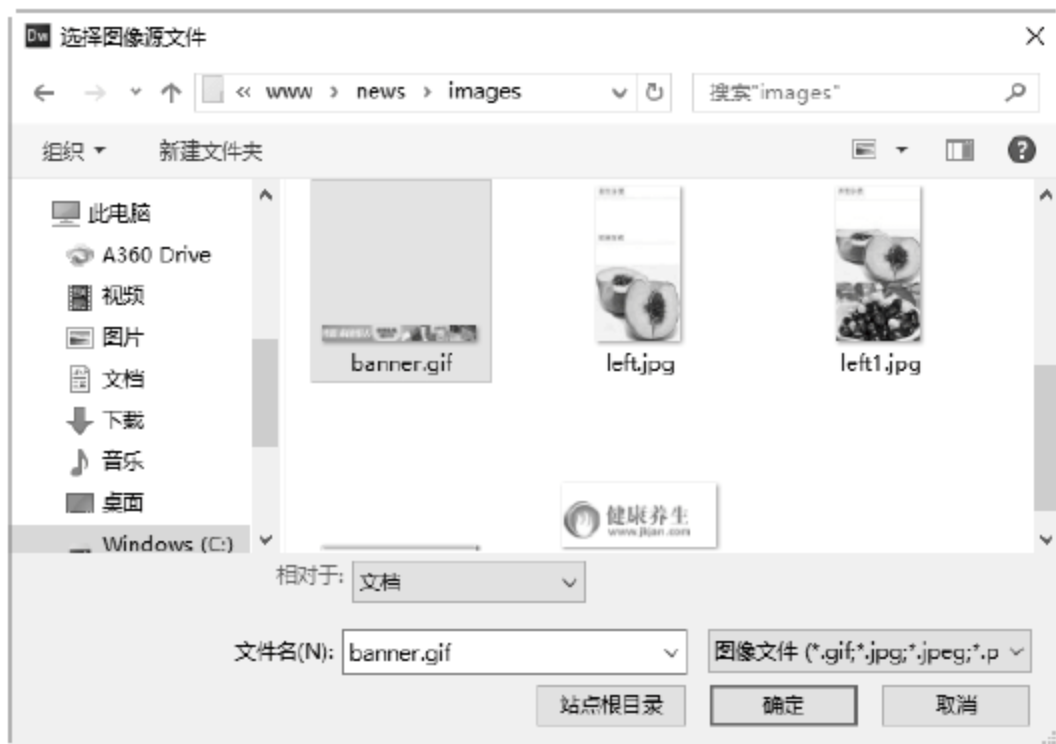 Dw 选择图像源文件
« www › news › images
搜索"images"
组织
新建文件夹
此电脑
A360 Drive
视频
图片
文档
下载
音乐
桌面
Windows (C:)
banner.gif
left.jpg
left1.jpg
健康养生
相对于:
文档
文件名(N):
banner.gif
图像文件 (*.gif;*.jpg;*.jpeg;*.p
站点根目录
确定
取消